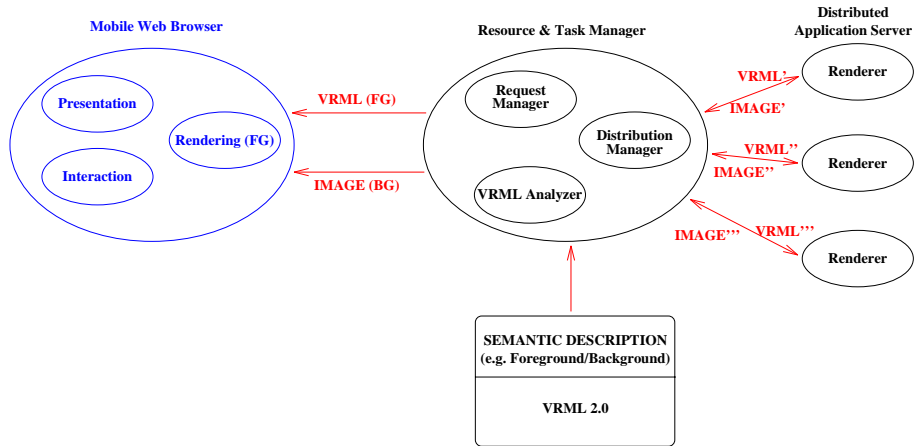 Mobile Web Browser
Presentation
Rendering (FG)
Interaction
VRML (FG)
IMAGE (BG)
Resource & Task Manager
Request
Manager
Distribution
Manager
VRML Analyzer
Distributed
Application Server
VRML’
IMAGE’
Renderer
VRML’’
IMAGE’’
Renderer
IMAGE’’’
VRML’’’
Renderer
SEMANTIC DESCRIPTION
(e.g. Foreground/Background)
VRML 2.0